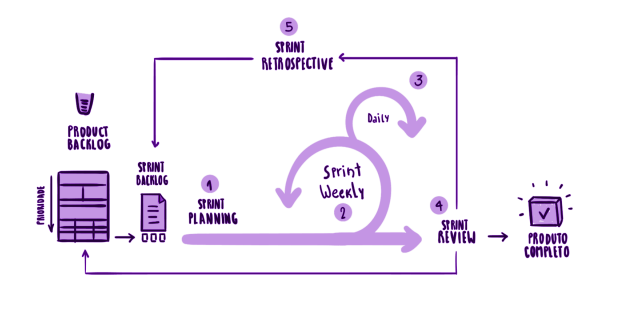 5
SPRINT
RETROSPECTIVE
3
Daily
PRODUCT
BACKLOG
SPRINT
BACKLOG
PRIORIDADE
1
SPRINT
PLANNING
Sprint
Weekly
2
4
SPRINT
REVIEW
PRODUTO
COMPLETO